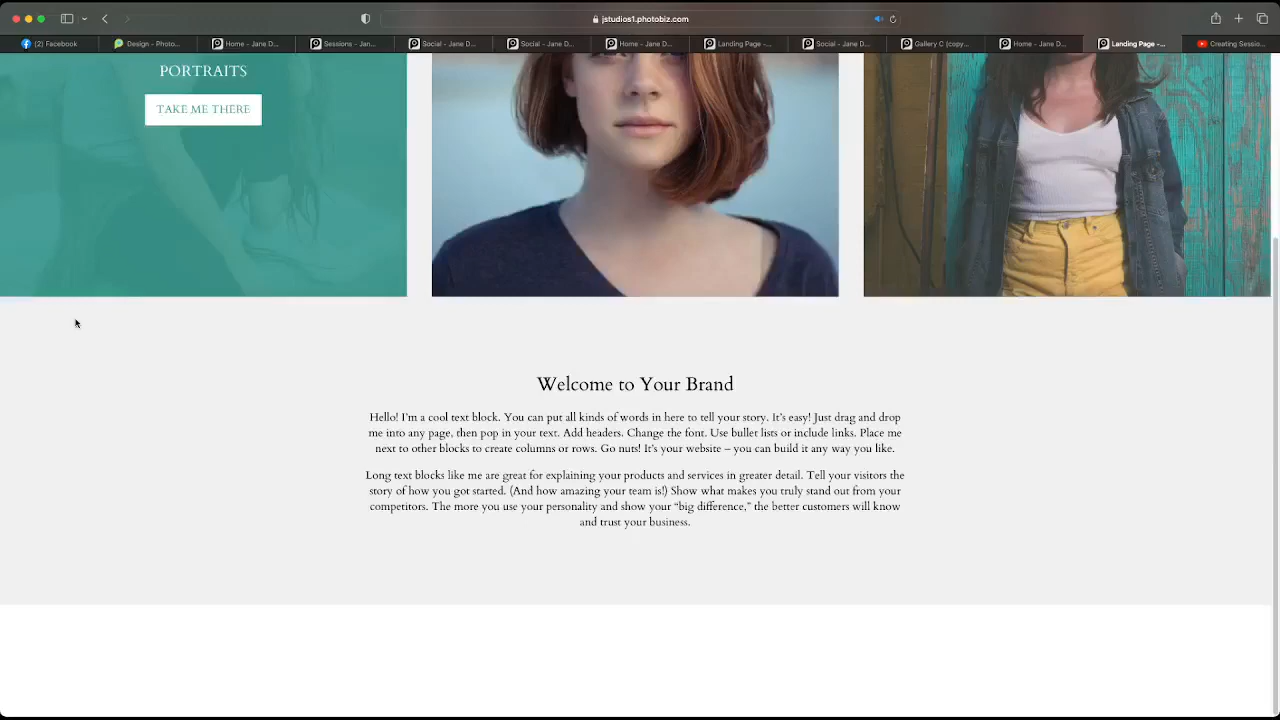 jstudios1.photobiz.com
(2) Facebook
Design - Photo...
Home - Jane D...
Sessions - Jan...
Social - Jane D...
Social - Jane D...
Home - Jane D...
Landing Page -...
Social - Jane D...
Gallery C (copy...
Home - Jane D...
Landing Page -...
Creating Sessio...
PORTRAITS
TAKE ME THERE
Welcome to Your Brand
Hello! I'm a cool text block. You can put all kinds of words in here to tell your story. It's easy! Just drag and drop
me into any page, then pop in your text. Add headers. Change the font. Use bullet lists or include links. Place me
next to other blocks to create columns or rows. Go nuts! It's your website – you can build it any way you like.
Long text blocks like me are great for explaining your products and services in greater detail. Tell your visitors the
story of how you got started. (And how amazing your team is!) Show what makes you truly stand out from your
competitors. The more you use your personality and show your “big difference,” the better customers will know
and trust your business.